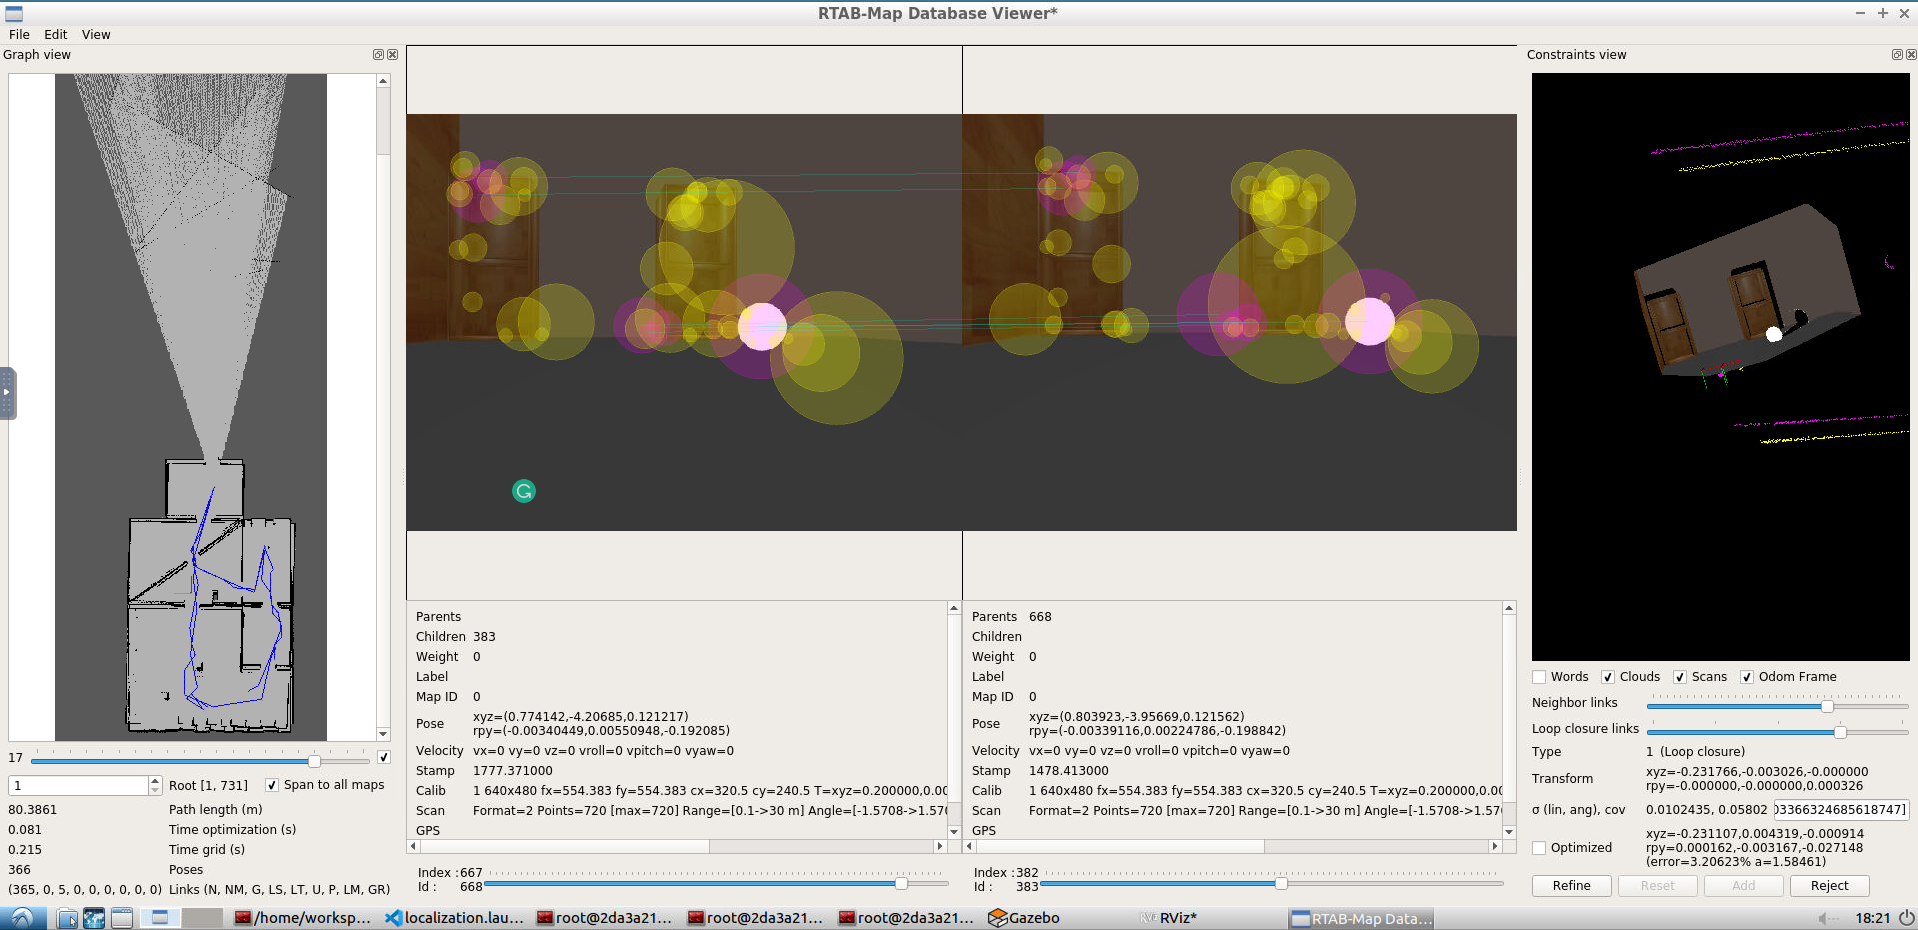 RTAB-Map Database Viewer*
File Edit View
Graph view
Constraints view
17
1 Root [1, 731] Span to all maps
80.3861 Path length (m)
0.081 Time optimization (s)
0.215 Time grid (s)
366 Poses
(365, 0, 5, 0, 0, 0, 0, 0, 0) Links (N, NM, G, LS, LT, U, P, LM, GR)
Parents
Children 383
Weight 0
Label
Map ID 0
Pose xyz=(0.774142,-4.20685,0.121217)
rpy=(-0.00340449,0.00550948,-0.192085)
Velocity vx=0 vy=0 vz=0 vroll=0 vpitch=0 vyaw=0
Stamp 1777.371000
Calib 1 640x480 fx=554.383 fy=554.383 cx=320.5 cy=240.5 T=xyz=0.200000,0.00
Scan Format=2 Points=720 [max=720] Range=[0.1->30 m] Angle=[-1.5708->1.570
GPS
Index : 667
Id : 668
Parents 668
Children
Weight 0
Label
Map ID 0
Pose xyz=(0.803923,-3.95669,0.121562)
rpy=(-0.00339116,0.00224786,-0.198842)
Velocity vx=0 vy=0 vz=0 vroll=0 vpitch=0 vyaw=0
Stamp 1478.413000
Calib 1 640x480 fx=554.383 fy=554.383 cx=320.5 cy=240.5 T=xyz=0.200000,0.00
Scan Format=2 Points=720 [max=720] Range=[0.1->30 m] Angle=[-1.5708->1.57
GPS
Index : 382
Id : 383
Words Clouds Scans Odom Frame
Neighbor links
Loop closure links
Type 1 (Loop closure)
Transform xyz=-0.231766,-0.003026,-0.000000
rpy=-0.000000,-0.000000,0.000326
σ (lin, ang), cov 0.0102435, 0.05802 03366324685618747]
Optimized xyz=-0.231107,0.004319,-0.000914
rpy=0.000162,-0.003167,-0.027148
(error=3.20623% a=1.58461)
Refine Reset Add Reject
/home/worksp... localization.lau... root@2da3a21... root@2da3a21... root@2da3a21... Gazebo RViz RViz* RTAB-Map Data... 18:21